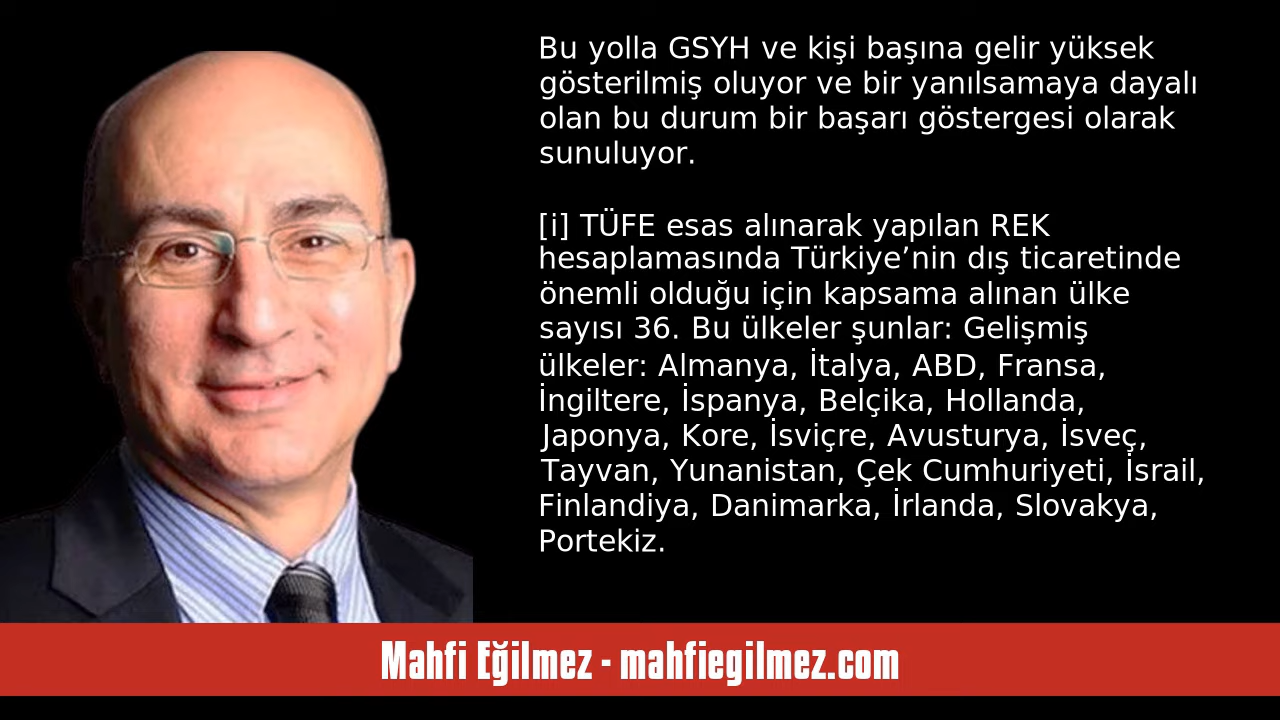 Bu yolla GSYH ve kişi başına gelir yüksek
gösterilmiş oluyor ve bir yanılsamaya dayalı
olan bu durum bir başarı göstergesi olarak
sunuluyor.
[i] TÜFE esas alınarak yapılan REK
hesaplamasında Türkiye’nin dış ticaretinde
önemli olduğu için kapsama alınan ülke
sayısı 36. Bu ülkeler şunlar: Gelişmiş
ülkeler: Almanya, İtalya, ABD, Fransa,
İngiltere, İspanya, Belçika, Hollanda,
Japonya, Kore, İsviçre, Avusturya, İsveç,
Tayvan, Yunanistan, Çek Cumhuriyeti, İsrail,
Finlandiya, Danimarka, İrlanda, Slovakya,
Portekiz.
Mahfi Eğilmez - mahfiegilmez.com